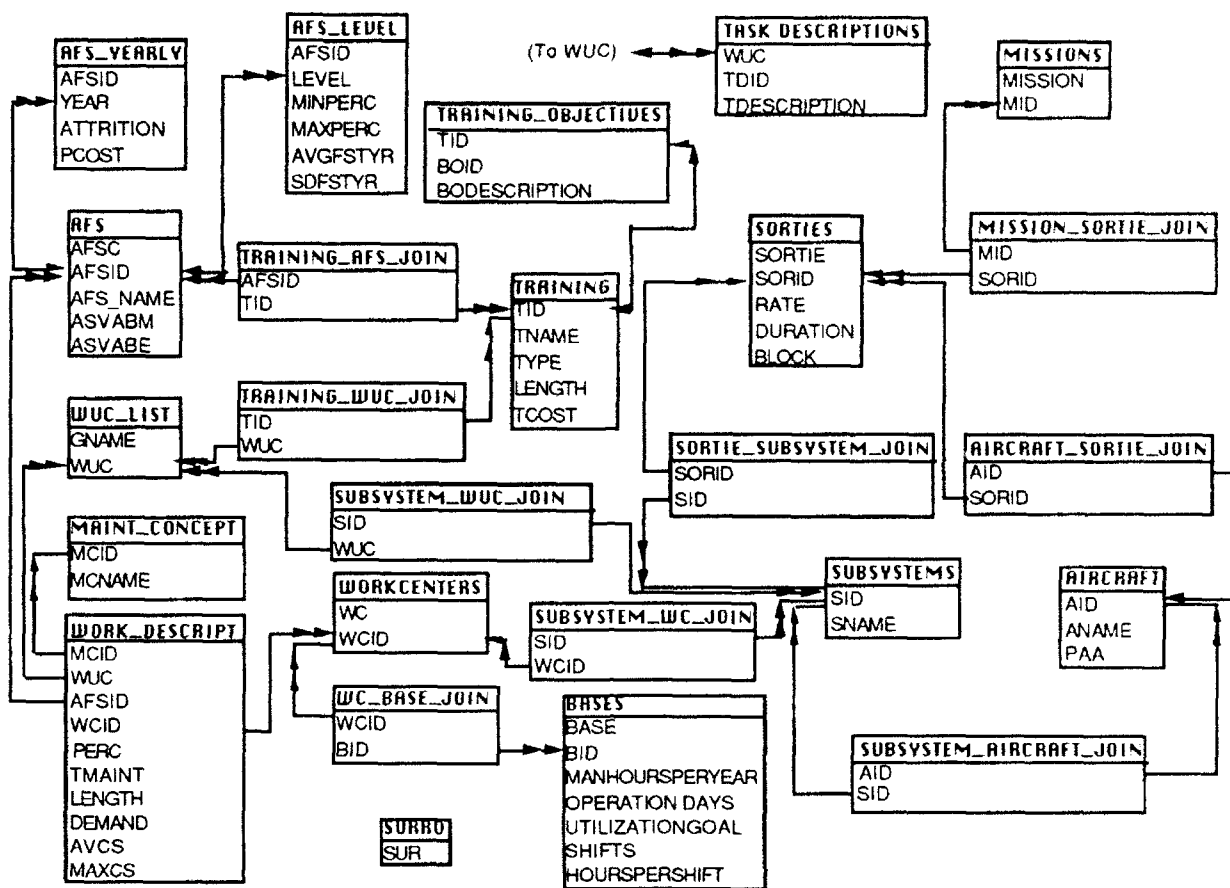 AFS_YEARLY
AFSID
YEAR
ATTRITION
PCOST
AFS_LEVEL
AFSID
LEVEL
MINPERC
MAXPERC
AVGFSTYR
SDFSTYR
(To WUC)
TASK DESCRIPTIONS
WUC
TDID
TDESCRIPTION
MISSIONS
MISSION
MID
TRAINING_OBJECTIVES
TID
BOID
BODESCRIPTION
AFS
AFSC
AFSID
AFS_NAME
ASVABM
ASVABE
TRAINING_AFS_JOIN
AFSID
TID
TRAINING
TID
TNAME
TYPE
LENGTH
TCOST
SORTIES
SORTIE
SORID
RATE
DURATION
BLOCK
MISSION_SORTIE_JOIN
MID
SORID
WUC_LIST
GNAME
WUC
TRAINING_WUC_JOIN
TID
WUC
SORTIE_SUBSYSTEM_JOIN
SORID
SID
AIRCRAFT_SORTIE_JOIN
AID
SORID
SUBSYSTEM_WUC_JOIN
SID
WUC
MAINT_CONCEPT
MCID
MCNAME
WORKCENTERS
WC
WCID
SUBSYSTEM_WC_JOIN
SID
WCID
SUBSYSTEMS
SID
SNAME
AIRCRAFT
AID
ANAME
PAA
WORK_DESCRIPT
MCID
WUC
AFSID
WCID
PERC
TMAINT
LENGTH
DEMAND
AVCS
MAXCS
WC_BASE_JOIN
WCID
BID
BASES
BASE
BID
MANHOURSPERYEAR
OPERATION DAYS
UTILIZATIONGOAL
SHIFTS
HOURSPERSHIFT
SUBSYSTEM_AIRCRAFT_JOIN
AID
SID
SURRO
SUR